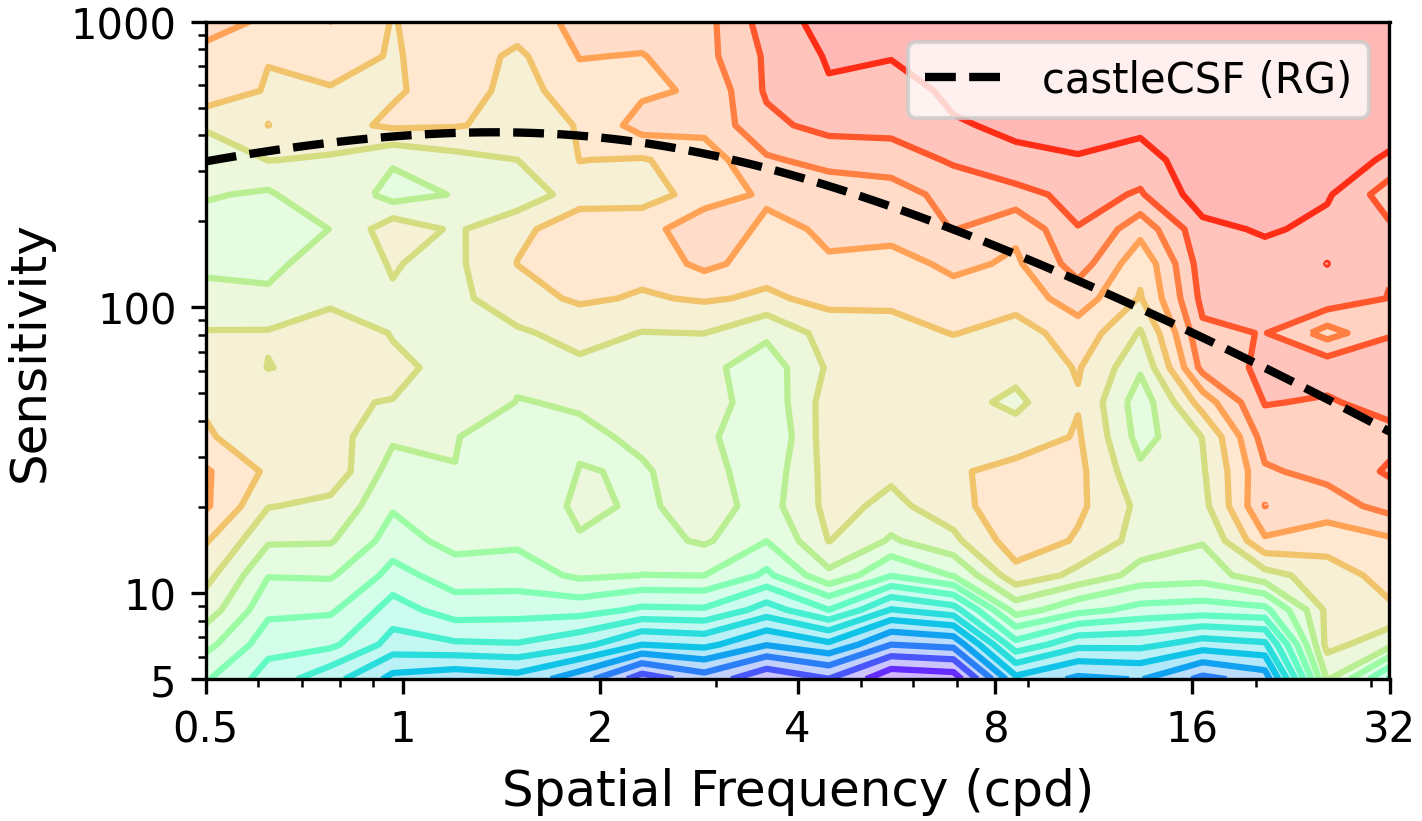 1000
castleCSF (RG)
100
Sensitivity
10
5
0.5 1 2 4 8 16 32
Spatial Frequency (cpd)